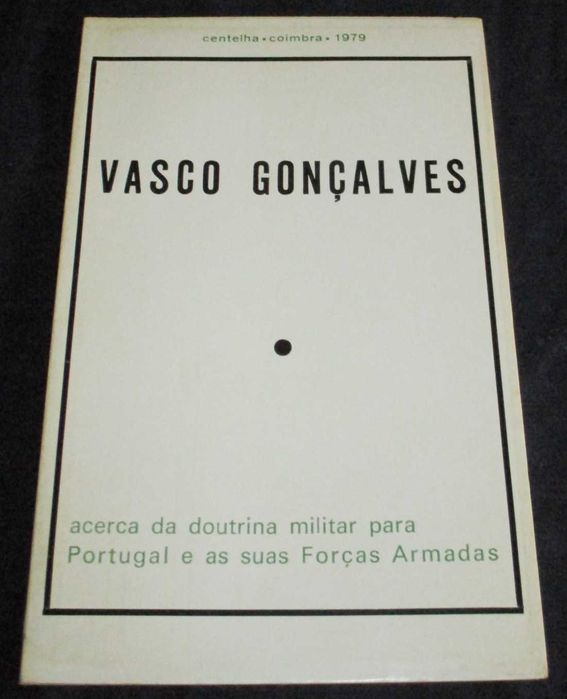 centelha • coimbra • 1979
VASCO GONÇALVES
acerca da doutrina militar para
Portugal e as suas Forças Armadas